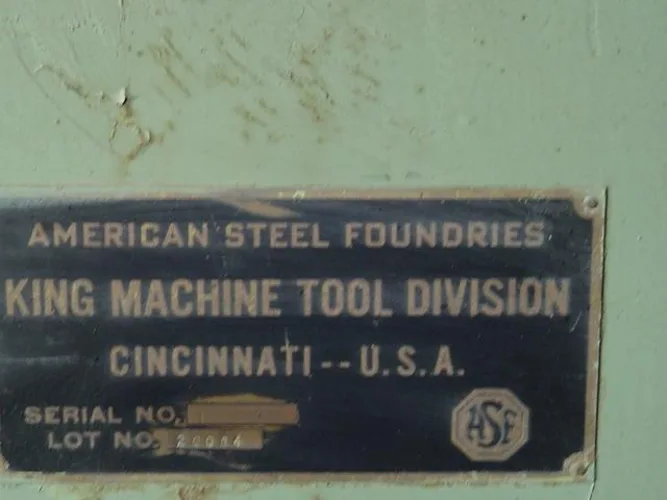 AMERICAN STEEL FOUNDRIES
KING MACHINE TOOL DIVISION
CINCINNATI -- U.S.A.
SERIAL NO.
LOT NO.
ASF